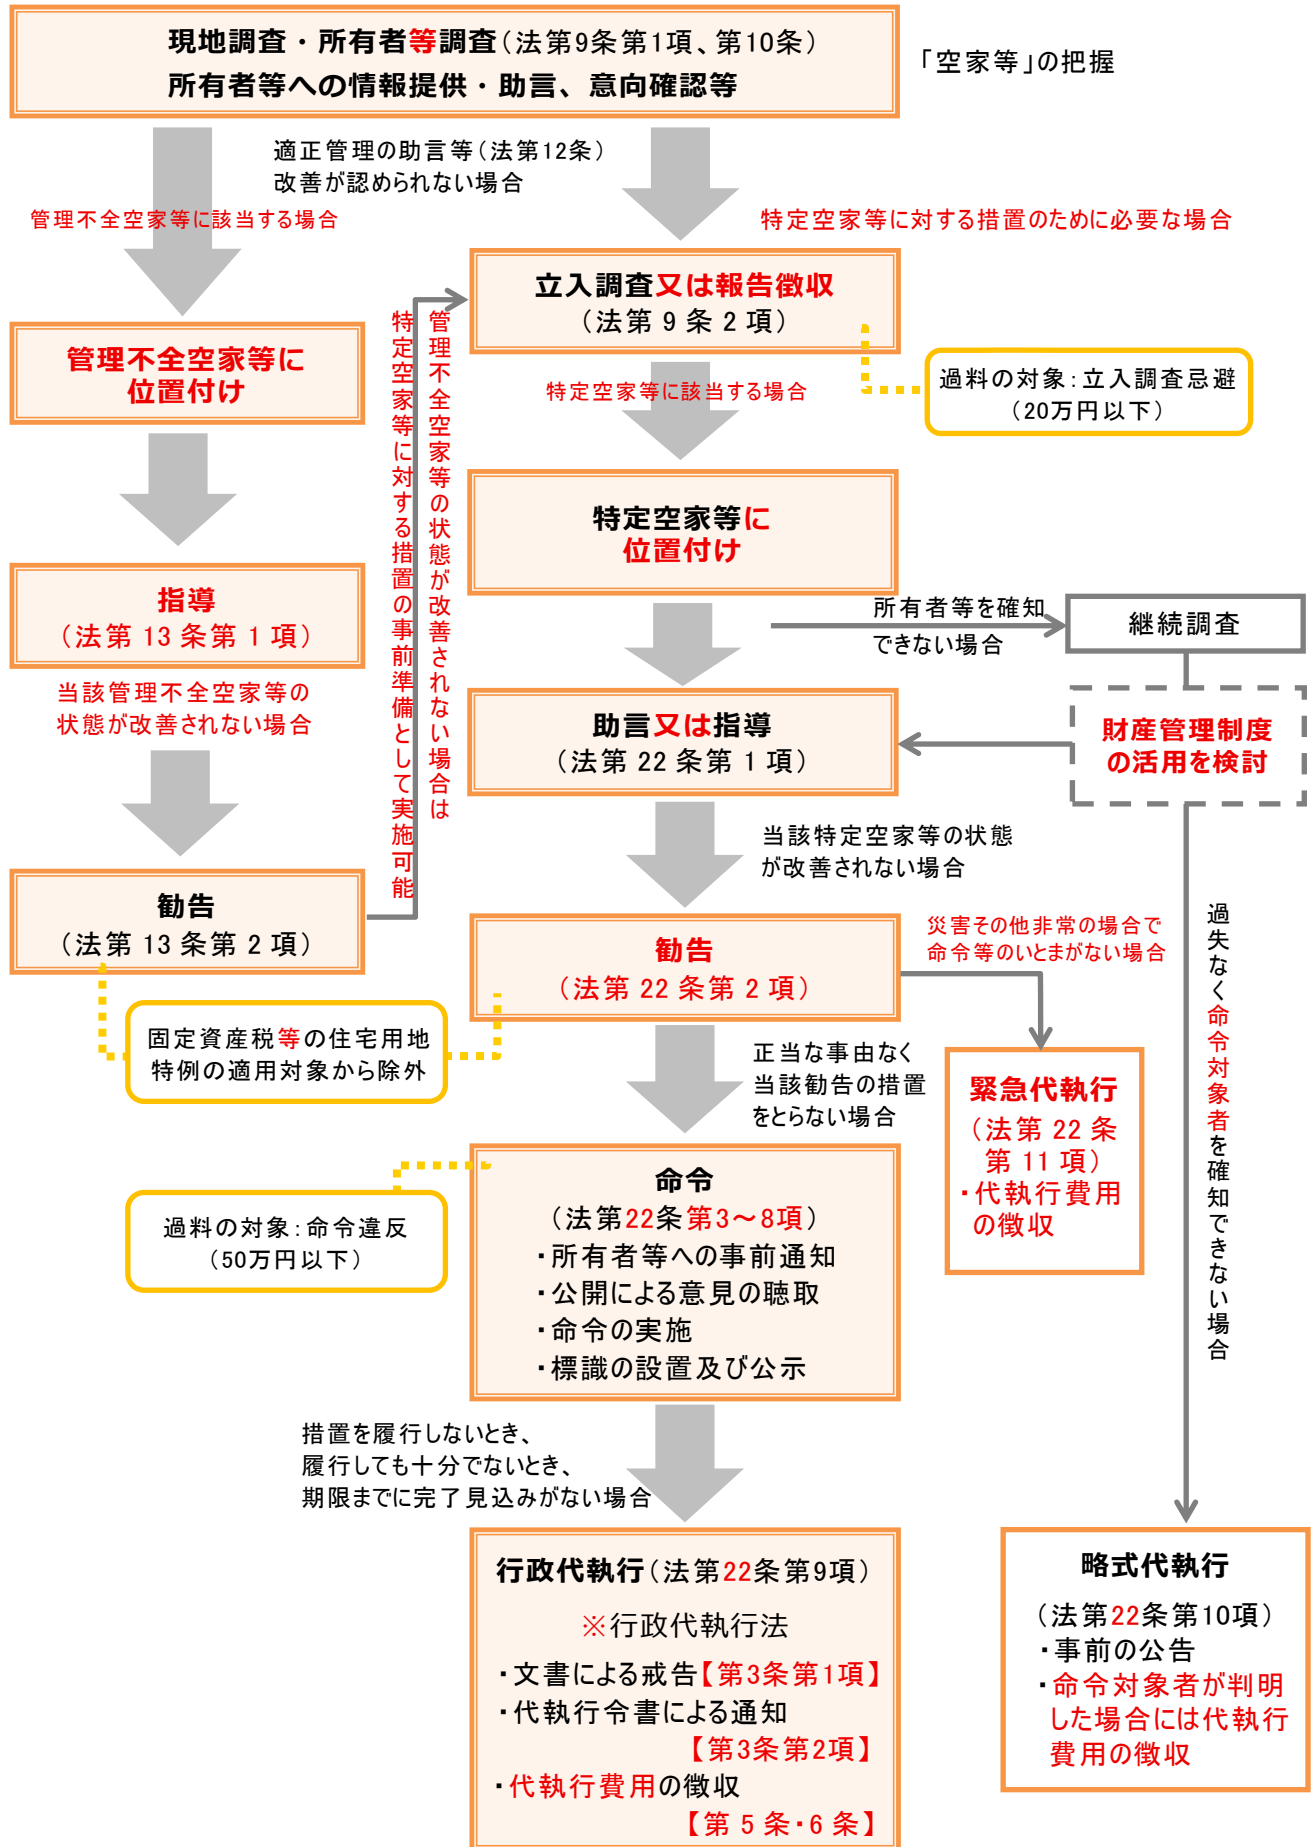 現地調査・所有者等調査(法第9条第1項、第10条)
所有者等への情報提供・助言、意向確認等
「空家等」の把握
適正管理の助言等(法第12条)
改善が認められない場合
管理不全空家等に該当する場合
特定空家等に対する措置のために必要な場合
立入調査又は報告徴収
(法第 9 条 2 項)
過料の対象:立入調査忌避
(20万円以下)
管理不全空家等に
位置付け
特定空家等に該当する場合
管理不全空家等の状態が改善されない場合は
特定空家等に対する措置の事前準備として実施可能
特定空家等に
位置付け
指導
(法第 13 条第 1 項)
所有者等を確知
できない場合
継続調査
当該管理不全空家等の
状態が改善されない場合
助言又は指導
(法第 22 条第 1 項)
財産管理制度
の活用を検討
当該特定空家等の状態
が改善されない場合
勧告
(法第 13 条第 2 項)
勧告
(法第 22 条第 2 項)
災害その他非常の場合で
命令等のいとまがない場合
過失なく命令対象者を確知できない場合
固定資産税等の住宅用地
特例の適用対象から除外
正当な事由なく
当該勧告の措置
をとらない場合
緊急代執行
(法第 22 条
第 11 項)
・代執行費用
の徴収
過料の対象:命令違反
(50万円以下)
命令
(法第22条第3～8項)
・所有者等への事前通知
・公開による意見の聴取
・命令の実施
・標識の設置及び公示
措置を履行しないとき、
履行しても十分でないとき、
期限までに完了見込みがない場合
行政代執行(法第22条第9項)
※行政代執行法
・文書による戒告【第3条第1項】
・代執行令書による通知
【第3条第2項】
・代執行費用の徴収
【第 5 条・6 条】
略式代執行
(法第22条第10項)
・事前の公告
・命令対象者が判明
した場合には代執行
費用の徴収